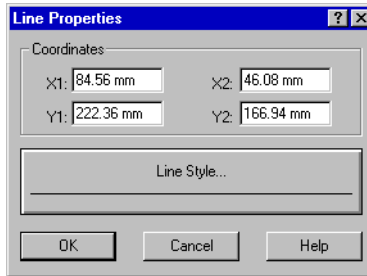 Line Properties
Coordinates
X1: 84.56 mm X2: 46.08 mm
Y1: 222.36 mm Y2: 166.94 mm
Line Style...
OK Cancel Help